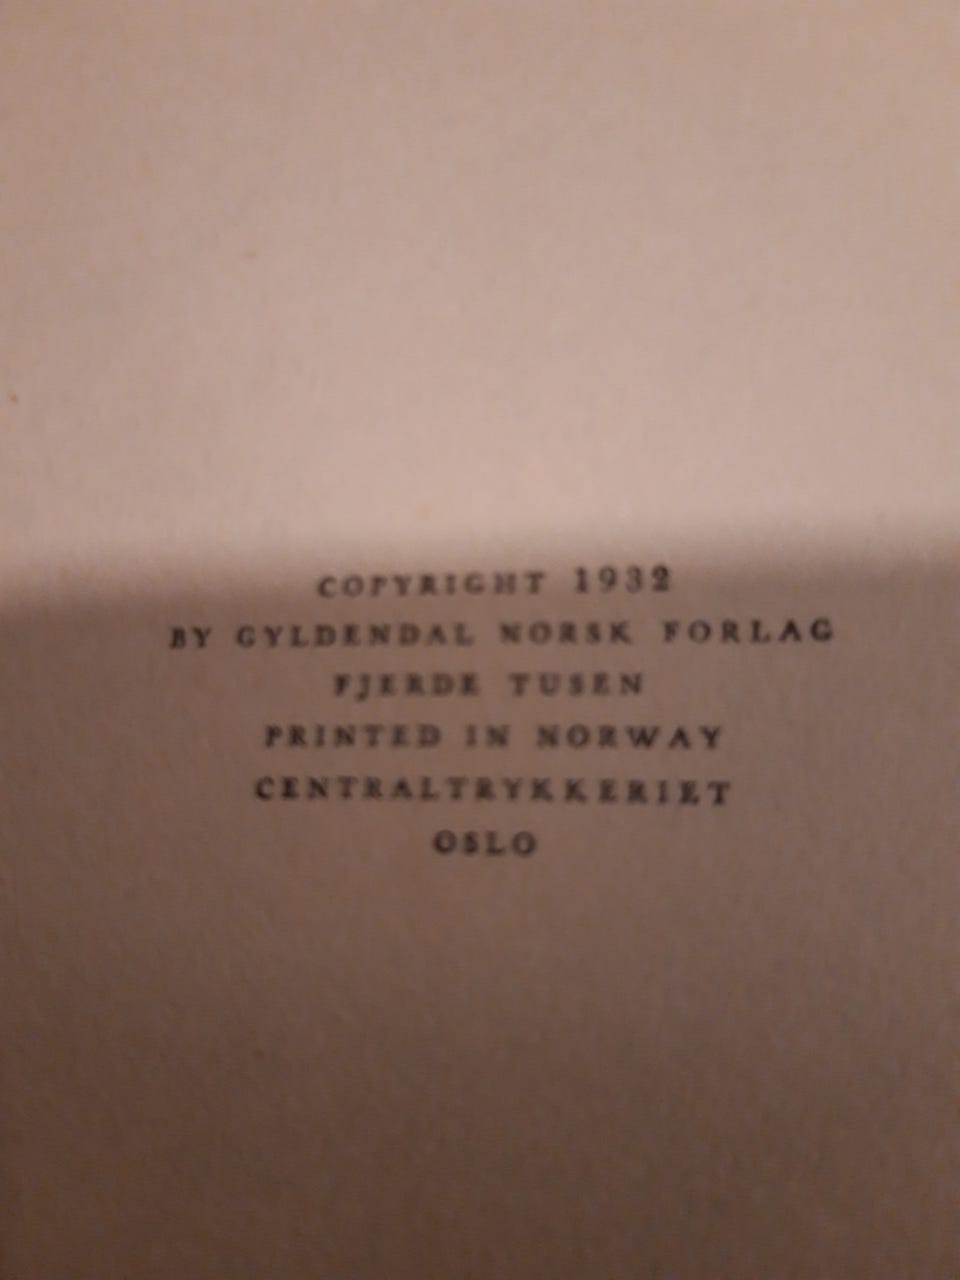 COPYRIGHT 1932
BY GYLDENDAL NORSK FORLAG
FJERDE TUSEN
PRINTED IN NORWAY
CENTRALTRYKKERIET
OSLO